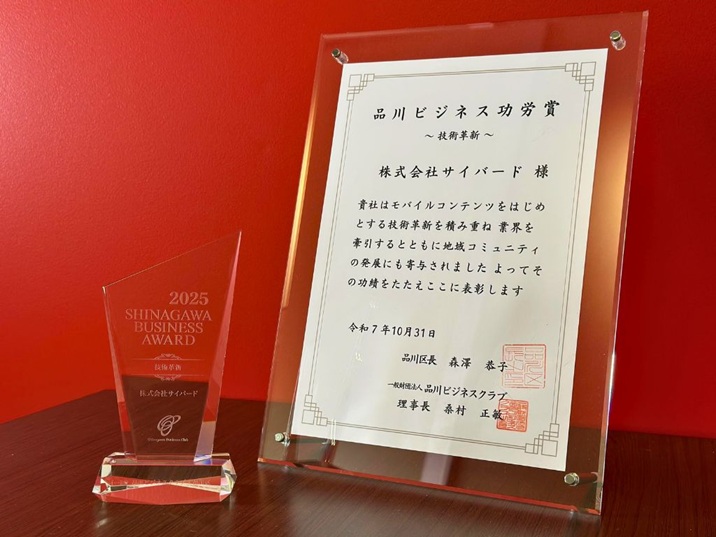 2025
SHINAGAWA
BUSINESS
AWARD
技術革新
株式会社サイバード
Shinagawa Business Club
品川ビジネス功労賞
～技術革新～
株式会社サイバード 様
貴社はモバイルコンテンツをはじめ
とする技術革新を積み重ね 業界を
牽引するとともに地域コミュニティ
の発展にも寄与されました よってそ
の功績をたたえここに表彰します
令和7年10月31日
品川区長 森澤 恭子
一般財団法人 品川ビジネスクラブ
理事長 桑村 正敏